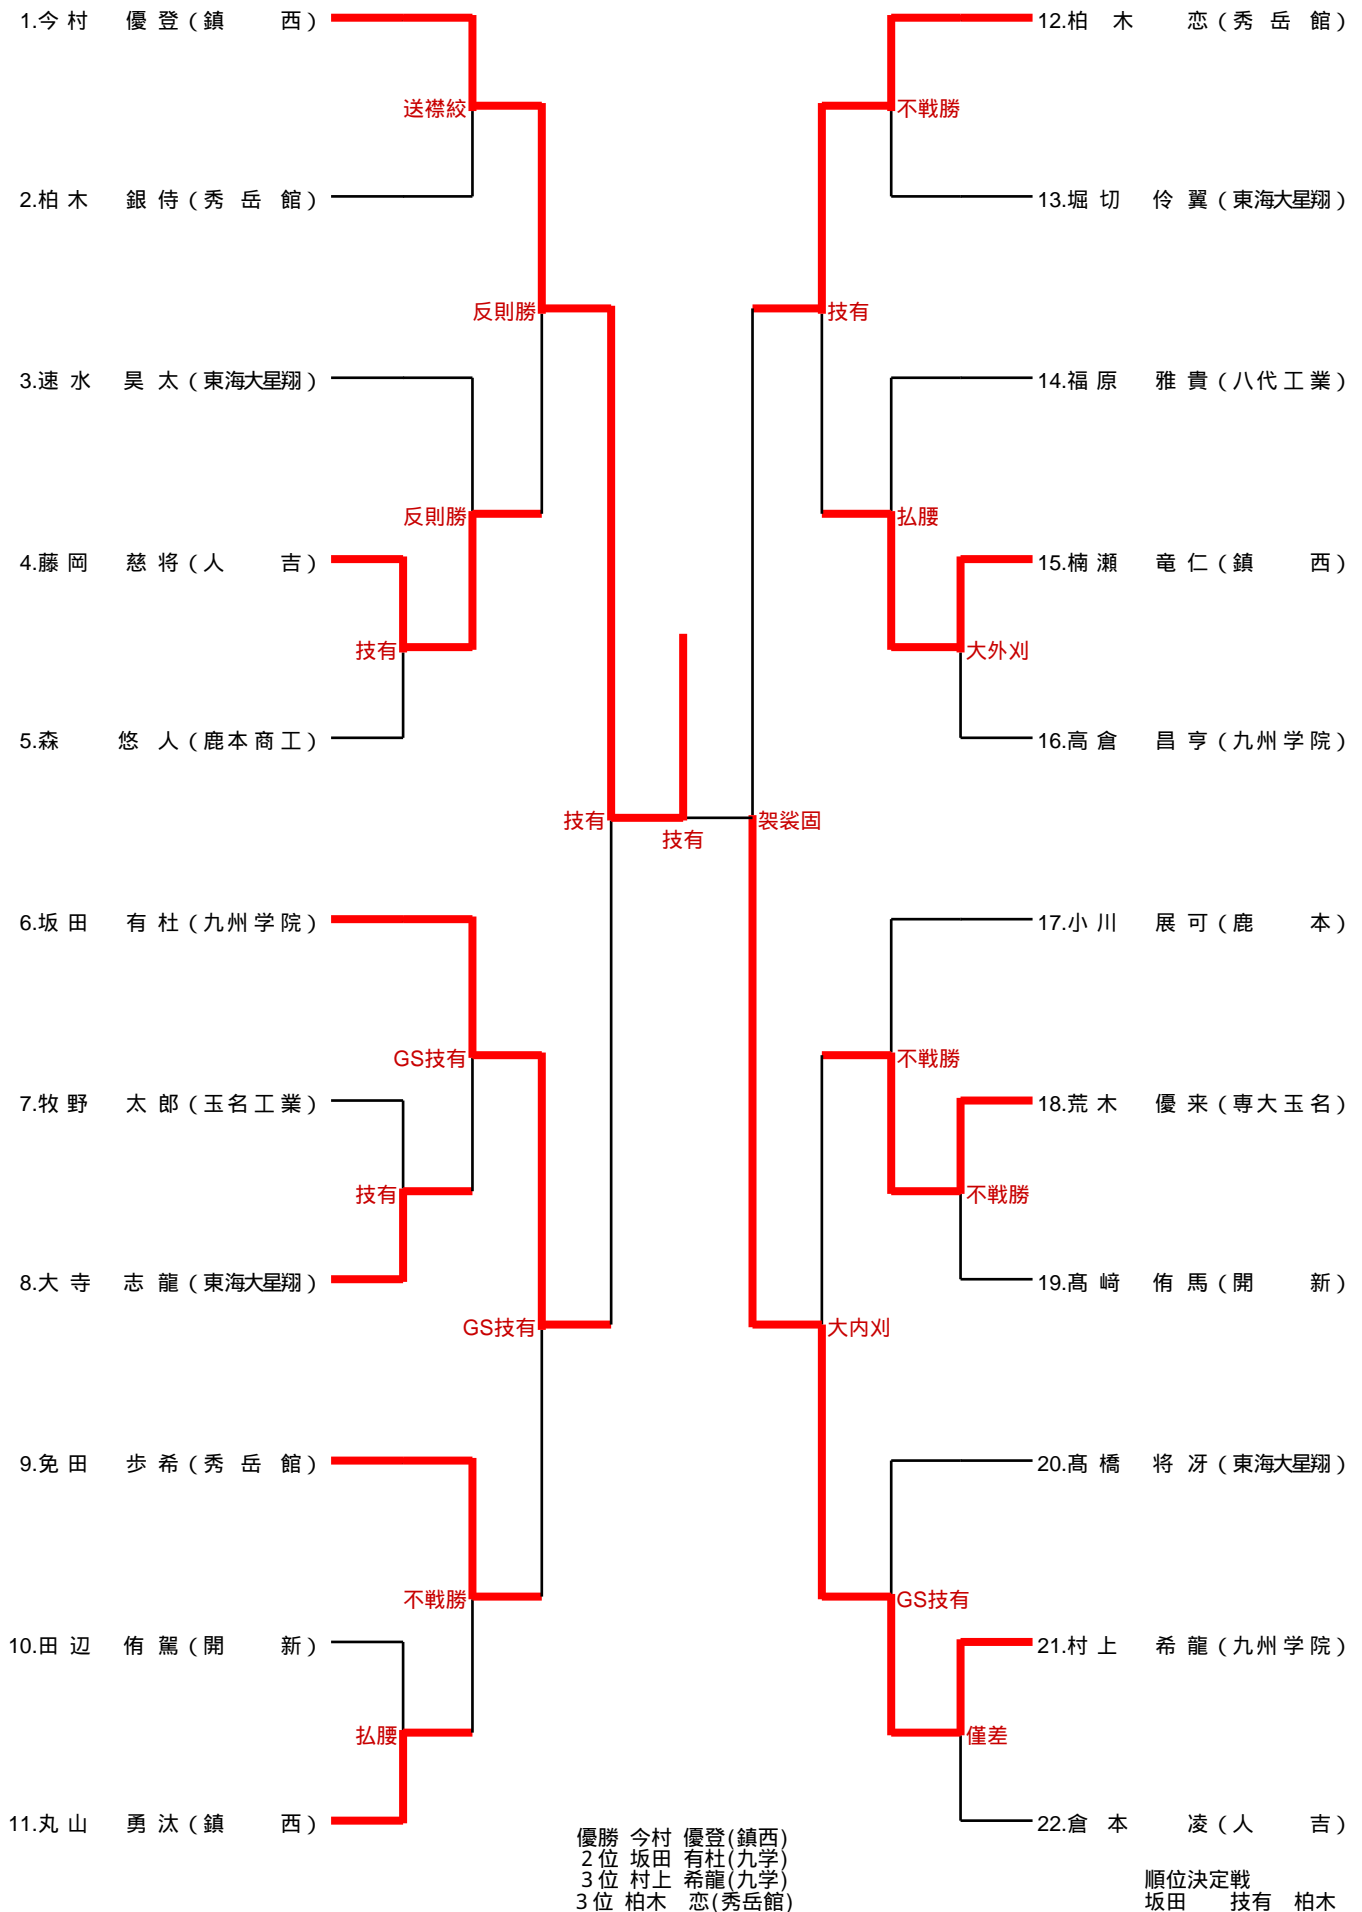 1.今村 優登(鎮 西)
送襟絞
2.柏木 銀侍(秀岳館)
反則勝
3.速水 昊太(東海大星翔)
反則勝
4.藤岡 慈将(人 吉)
技有
5.森 悠人(鹿本商工)
技有
6.坂田 有杜(九州学院)
GS技有
7.牧野 太郎(玉名工業)
技有
8.大寺 志龍(東海大星翔)
GS技有
9.免田 歩希(秀岳館)
不戦勝
10.田辺 侑駕(開 新)
払腰
11.丸山 勇汰(鎮 西)
技有
12.柏木 恋(秀岳館)
不戦勝
13.堀切 伶翼(東海大星翔)
技有
14.福原 雅貴(八代工業)
払腰
15.楠瀬 竜仁(鎮 西)
大外刈
16.高倉 昌亨(九州学院)
袈裟固
17.小川 展可(鹿 本)
不戦勝
18.荒木 優来(専大玉名)
不戦勝
19.髙﨑 侑馬(開 新)
大内刈
20.髙橋 将冴(東海大星翔)
GS技有
21.村上 希龍(九州学院)
僅差
22.倉本 凌(人 吉)
優勝 今村 優登(鎮西)
2位 坂田 有杜(九学)
3位 村上 希龍(九学)
3位 柏木 恋(秀岳館)
順位決定戦
坂田 技有 柏木